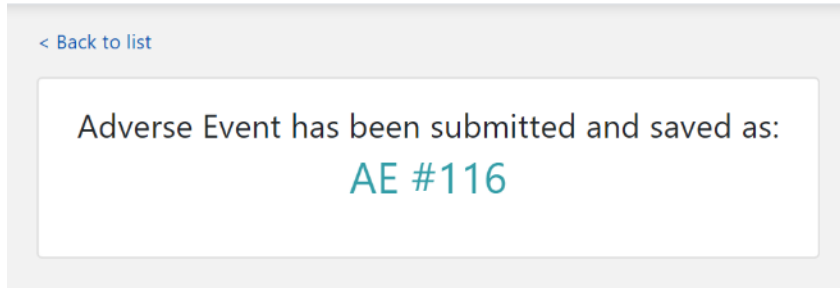 < Back to list
Adverse Event has been submitted and saved as:
AE #116